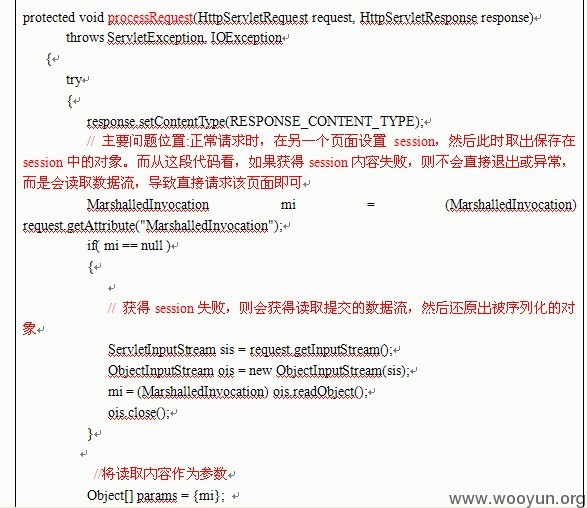 protected void processRequest(HttpServletRequest request, HttpServletResponse response)
throws ServletException, IOException
{
try
{
response.setContentType(RESPONSE_CONTENT_TYPE);
// 主要问题位置:正常请求时，在另一个页面设置 session，然后此时取出保存在
session 中的对象。而从这段代码看，如果获得 session 内容失败，则不会直接退出或异常，
而是会读取数据流，导致直接请求该页面即可
MarshalledInvocation mi = (MarshalledInvocation)
request.getAttribute("MarshalledInvocation");
if( mi == null )
{
// 获得 session 失败，则会获得读取提交的数据流，然后还原出被序列化的对
象
ServletInputStream sis = request.getInputStream();
ObjectInputStream ois = new ObjectInputStream(sis);
mi = (MarshalledInvocation) ois.readObject();
ois.close();
}
//将读取内容作为参数
Object[] params = {mi};
www.wooyun.org